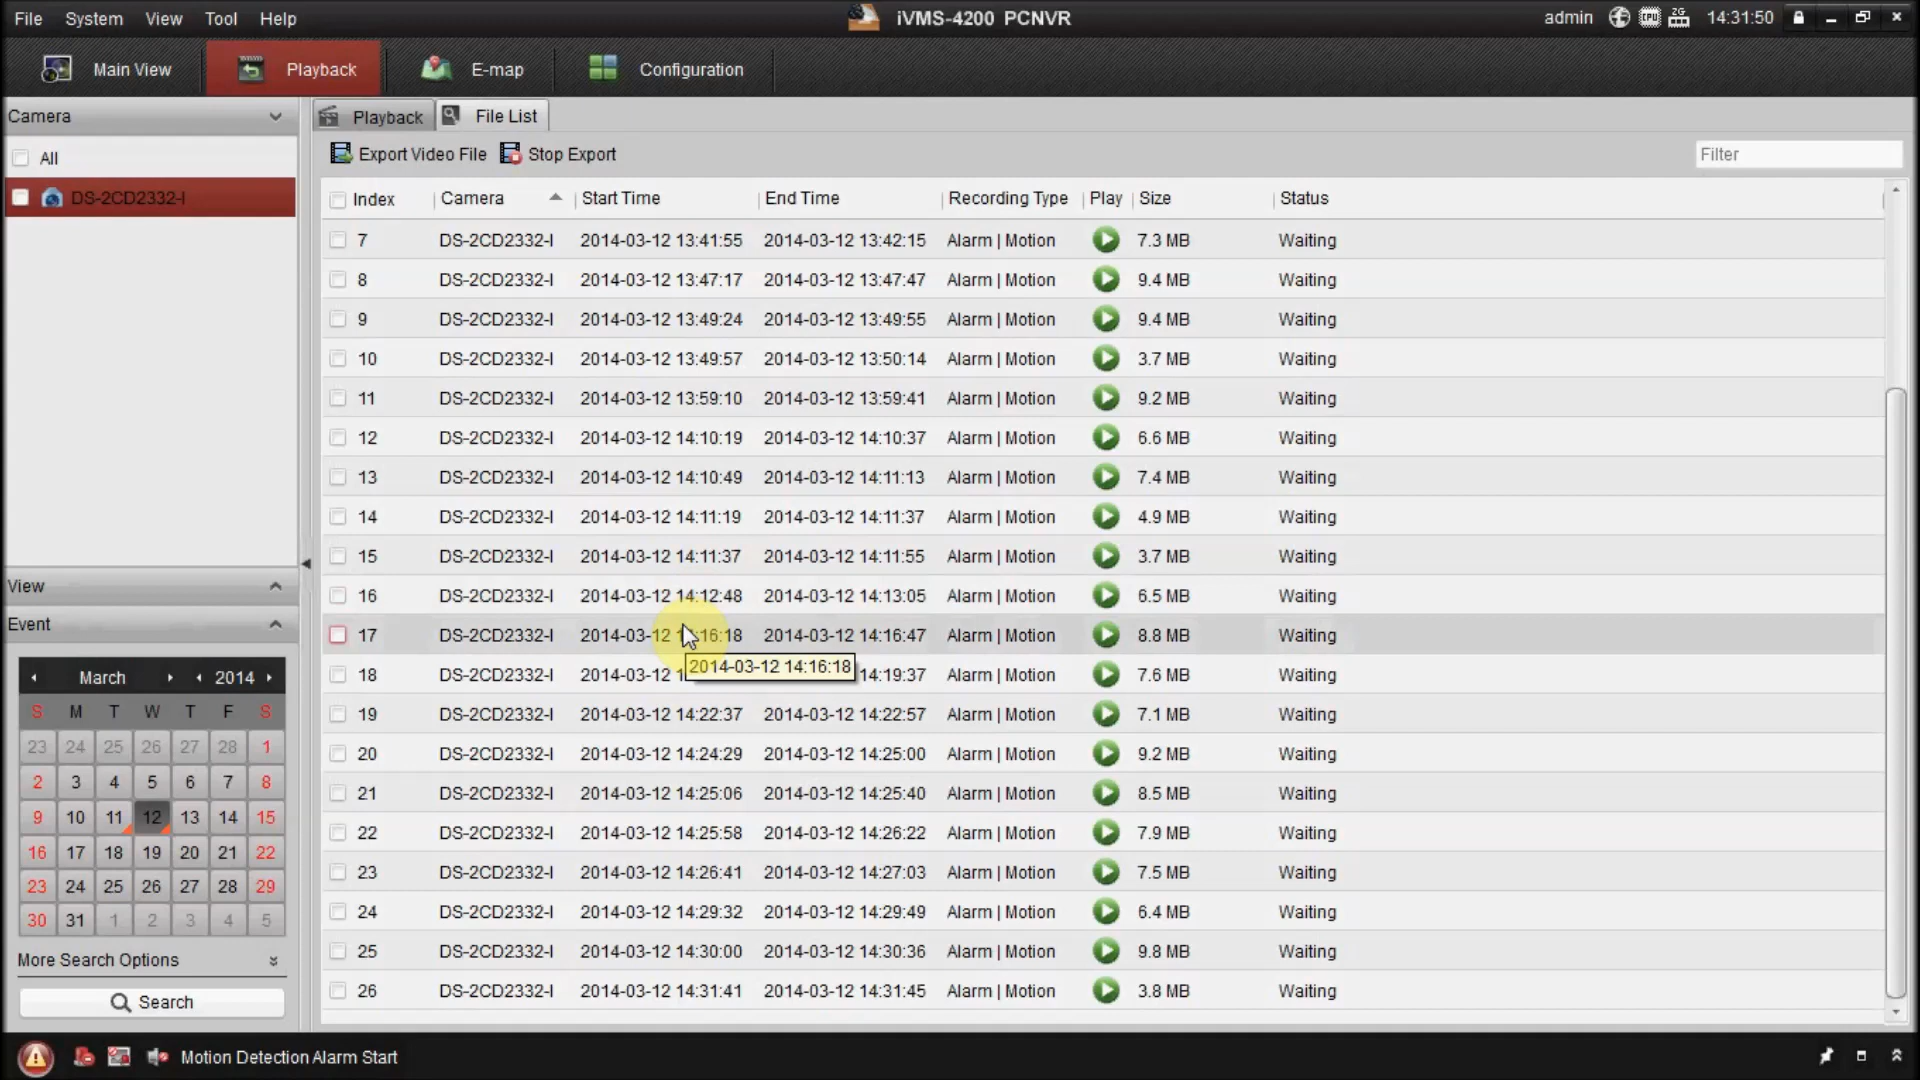 File System View Tool Help iVMS-4200 PCNVR admin 14:31:50
Main View Playback E-map Configuration
Camera
All
DS-2CD2332-I
View
Event
March 2014
S M T W T F S
23 24 25 26 27 28 1
2 3 4 5 6 7 8
9 10 11 12 13 14 15
16 17 18 19 20 21 22
23 24 25 26 27 28 29
30 31 1 2 3 4 5
More Search Options
Search
Playback File List
Export Video File Stop Export Filter
Index Camera Start Time End Time Recording Type Play Size Status
7 DS-2CD2332-I 2014-03-12 13:41:55 2014-03-12 13:42:15 Alarm | Motion 7.3 MB Waiting
8 DS-2CD2332-I 2014-03-12 13:47:17 2014-03-12 13:47:47 Alarm | Motion 9.4 MB Waiting
9 DS-2CD2332-I 2014-03-12 13:49:24 2014-03-12 13:49:55 Alarm | Motion 9.4 MB Waiting
10 DS-2CD2332-I 2014-03-12 13:49:57 2014-03-12 13:50:14 Alarm | Motion 3.7 MB Waiting
11 DS-2CD2332-I 2014-03-12 13:59:10 2014-03-12 13:59:41 Alarm | Motion 9.2 MB Waiting
12 DS-2CD2332-I 2014-03-12 14:10:19 2014-03-12 14:10:37 Alarm | Motion 6.6 MB Waiting
13 DS-2CD2332-I 2014-03-12 14:10:49 2014-03-12 14:11:13 Alarm | Motion 7.4 MB Waiting
14 DS-2CD2332-I 2014-03-12 14:11:19 2014-03-12 14:11:37 Alarm | Motion 4.9 MB Waiting
15 DS-2CD2332-I 2014-03-12 14:11:37 2014-03-12 14:11:55 Alarm | Motion 3.7 MB Waiting
16 DS-2CD2332-I 2014-03-12 14:12:48 2014-03-12 14:13:05 Alarm | Motion 6.5 MB Waiting
17 DS-2CD2332-I 2014-03-12 14:16:18 2014-03-12 14:16:47 Alarm | Motion 8.8 MB Waiting
2014-03-12 14:16:18
18 DS-2CD2332-I 2014-03-12 14:19:37 Alarm | Motion 7.6 MB Waiting
19 DS-2CD2332-I 2014-03-12 14:22:37 2014-03-12 14:22:57 Alarm | Motion 7.1 MB Waiting
20 DS-2CD2332-I 2014-03-12 14:24:29 2014-03-12 14:25:00 Alarm | Motion 9.2 MB Waiting
21 DS-2CD2332-I 2014-03-12 14:25:06 2014-03-12 14:25:40 Alarm | Motion 8.5 MB Waiting
22 DS-2CD2332-I 2014-03-12 14:25:58 2014-03-12 14:26:22 Alarm | Motion 7.9 MB Waiting
23 DS-2CD2332-I 2014-03-12 14:26:41 2014-03-12 14:27:03 Alarm | Motion 7.5 MB Waiting
24 DS-2CD2332-I 2014-03-12 14:29:32 2014-03-12 14:29:49 Alarm | Motion 6.4 MB Waiting
25 DS-2CD2332-I 2014-03-12 14:30:00 2014-03-12 14:30:36 Alarm | Motion 9.8 MB Waiting
26 DS-2CD2332-I 2014-03-12 14:31:41 2014-03-12 14:31:45 Alarm | Motion 3.8 MB Waiting
Motion Detection Alarm Start